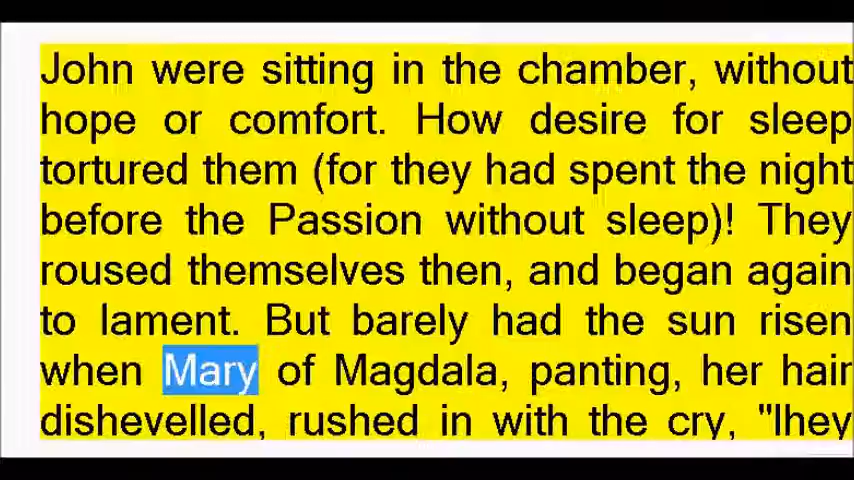 John were sitting in the chamber, without
hope or comfort. How desire for sleep
tortured them (for they had spent the night
before the Passion without sleep)! They
roused themselves then, and began again
to lament. But barely had the sun risen
when Mary of Magdala, panting, her hair
dishevelled, rushed in with the cry, "lhey